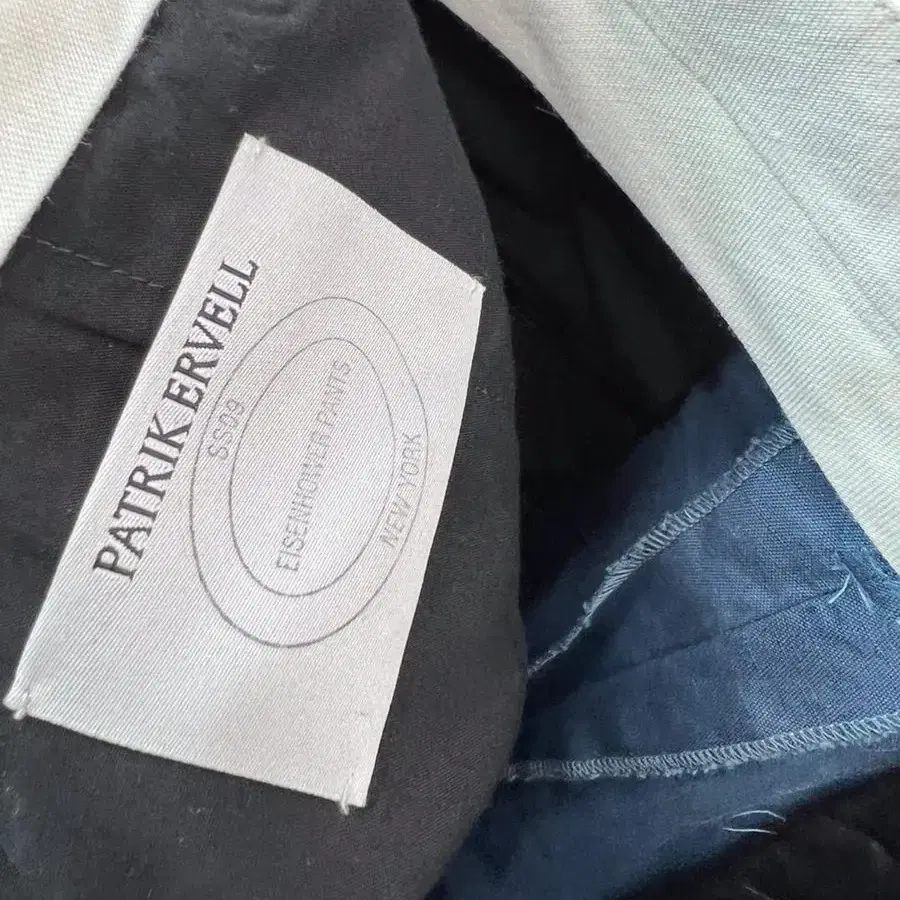 PATRIK ERVELL
SS09
EISENHOWER PANTS
NEW YORK